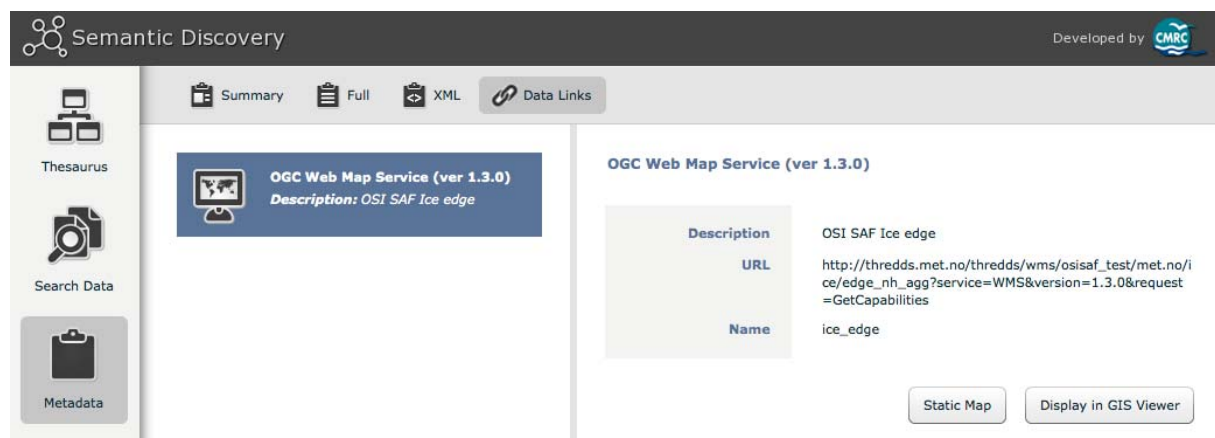 Semantic Discovery
Developed by CMRC
Summary Full XML Data Links
Thesaurus
Search Data
Metadata
OGC Web Map Service (ver 1.3.0)
Description: OSI SAF Ice edge
OGC Web Map Service (ver 1.3.0)
Description OSI SAF Ice edge
URL http://thredds.met.no/thredds/wms/osisaf_test/met.no/i
ce/edge_nh_agg?service=WMS&version=1.3.0&request
=GetCapabilities
Name ice_edge
Static Map Display in GIS Viewer